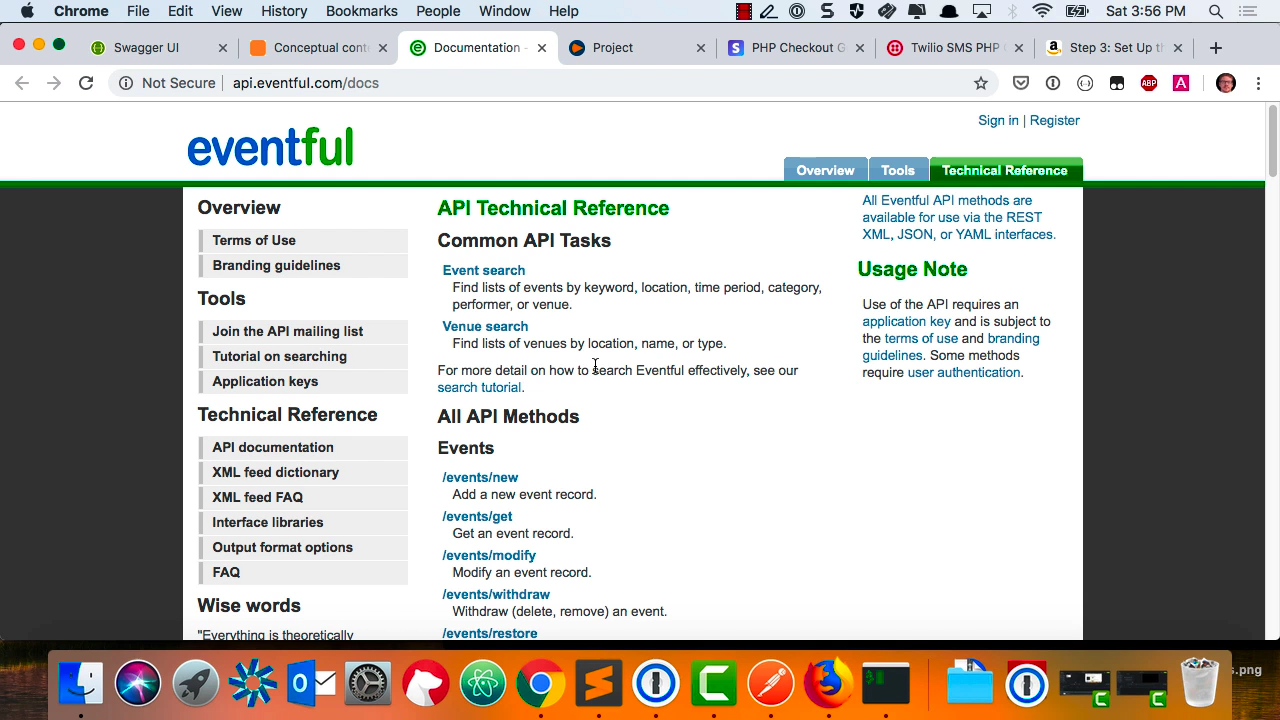 Chrome File Edit View History Bookmarks People Window Help Sat 3:56 PM
Swagger UI Conceptual cont Documentation - Project PHP Checkout G Twilio SMS PHP Step 3: Set Up th
Not Secure api.eventful.com/docs
ABP A
Sign in | Register
eventful
Overview Tools Technical Reference
Overview
Terms of Use
Branding guidelines
Tools
Join the API mailing list
Tutorial on searching
Application keys
Technical Reference
API documentation
XML feed dictionary
XML feed FAQ
Interface libraries
Output format options
FAQ
Wise words
"Everything is theoretically
API Technical Reference
Common API Tasks
Event search
Find lists of events by keyword, location, time period, category,
performer, or venue.
Venue search
Find lists of venues by location, name, or type.
For more detail on how to search Eventful effectively, see our
search tutorial.
All API Methods
Events
/events/new
Add a new event record.
/events/get
Get an event record.
/events/modify
Modify an event record.
/events/withdraw
Withdraw (delete, remove) an event.
/events/restore
All Eventful API methods are
available for use via the REST
XML, JSON, or YAML interfaces.
Usage Note
Use of the API requires an
application key and is subject to
the terms of use and branding
guidelines. Some methods
require user authentication.
s.png